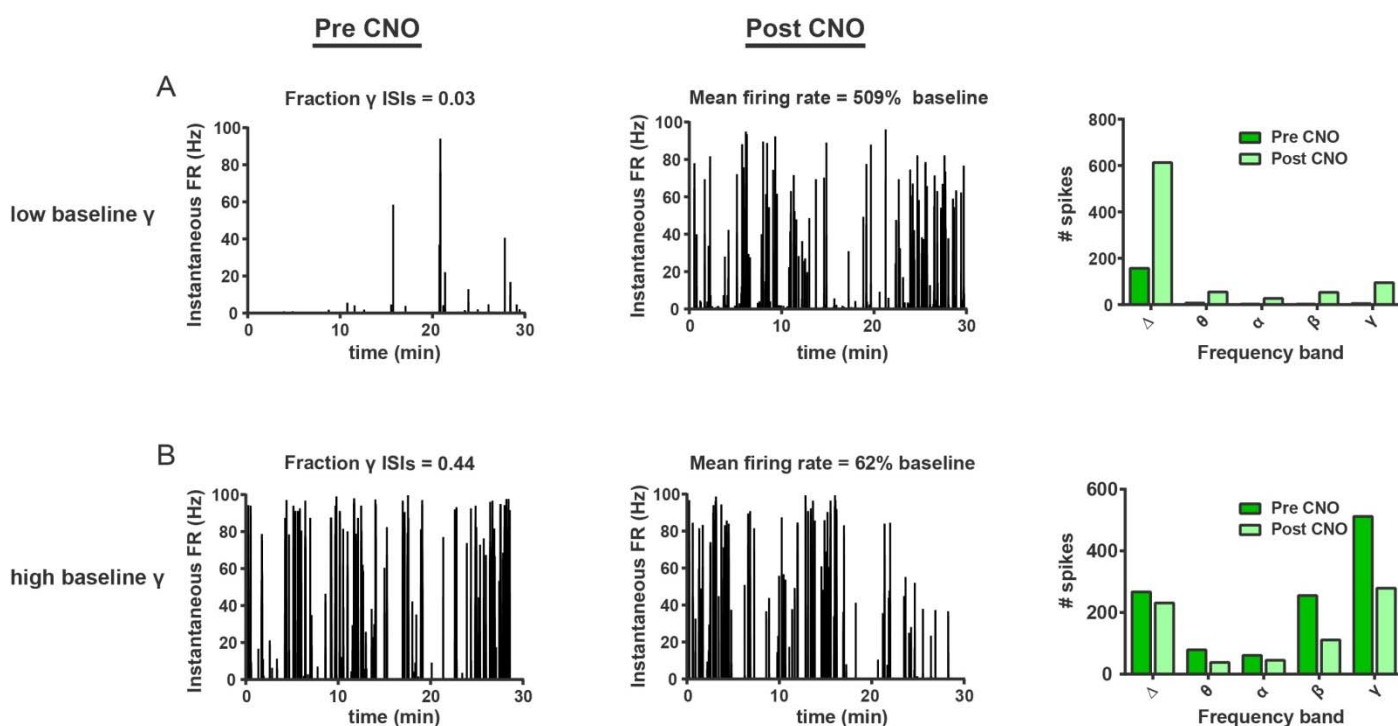 Pre CNO
Post CNO
A
Fraction γ ISIs = 0.03
Mean firing rate = 509% baseline
low baseline γ
Instantaneous FR (Hz)
100
80
60
40
20
0
0 10 20 30
time (min)
Instantaneous FR (Hz)
100
80
60
40
20
0
0 10 20 30
time (min)
# spikes
800
600
400
200
0
Pre CNO
Post CNO
Δ θ α β γ
Frequency band
B
Fraction γ ISIs = 0.44
Mean firing rate = 62% baseline
high baseline γ
Instantaneous FR (Hz)
100
80
60
40
20
0
0 10 20 30
time (min)
Instantaneous FR (Hz)
100
80
60
40
20
0
0 10 20 30
time (min)
# spikes
600
400
200
0
Pre CNO
Post CNO
Δ θ α β γ
Frequency band